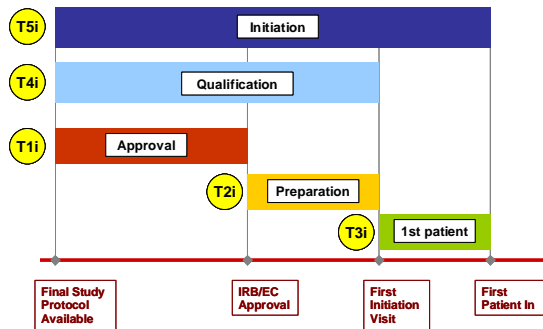 T5i
Initiation
T4i
Qualification
T1i
Approval
T2i
Preparation
T3i
1st patient
Final Study
Protocol
Available
IRB/EC
Approval
First
Initiation
Visit
First
Patient In